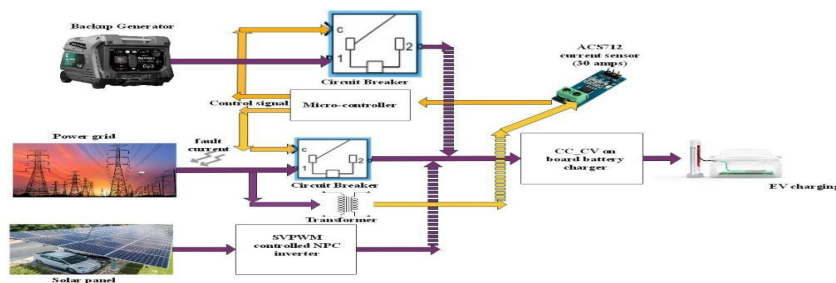 Backup Generator
c
1
2
Circuit Breaker
ACS712
current sensor
(30 amps)
Control signal
Micro-controller
Power grid
fault
current
c
1
2
Circuit Breaker
CC_CV on
board battery
charger
EV charging
Transformer
SVPWM
controlled NPC
inverter
Solar panel